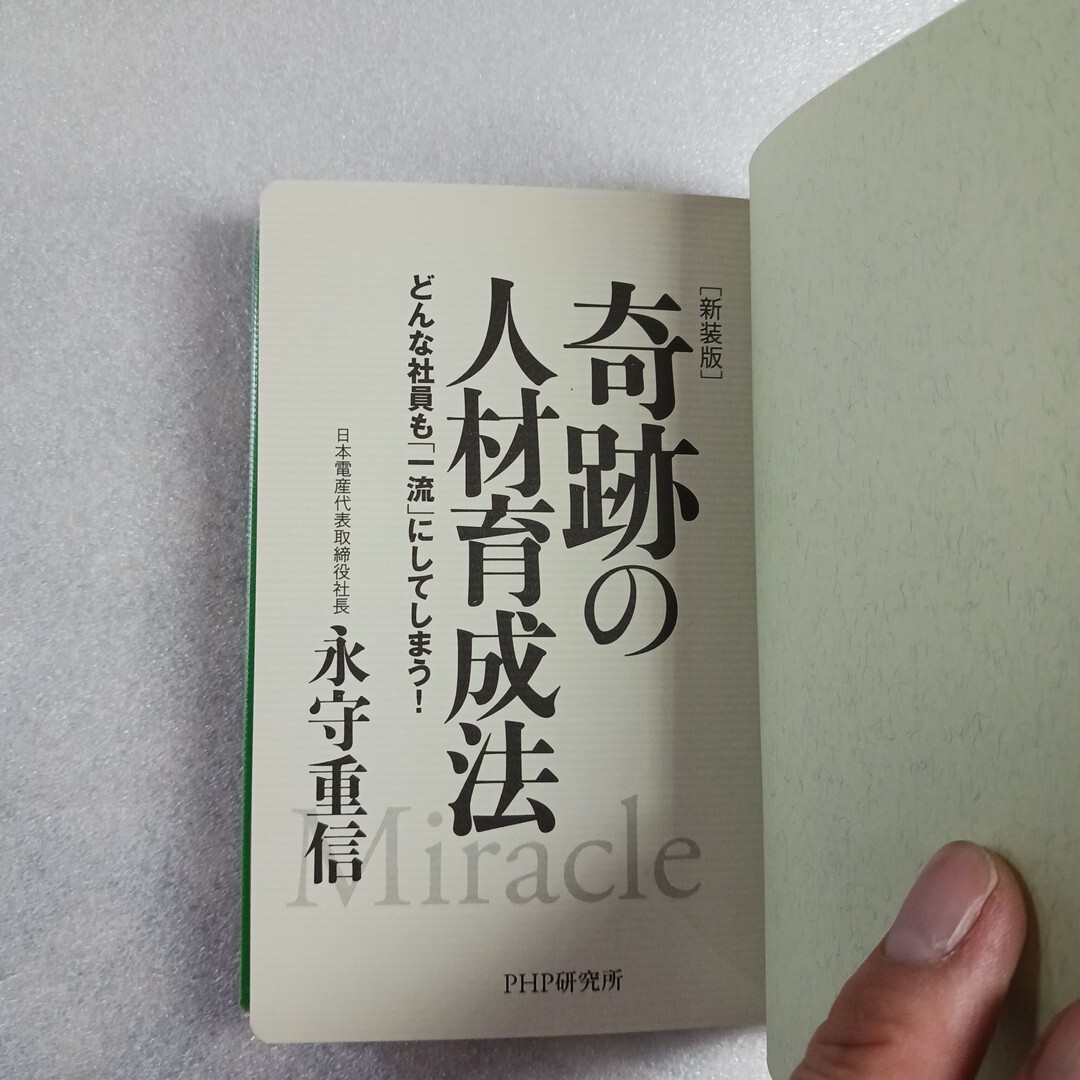 ［新装版］
奇跡の
人材育成法
どんな社員も「一流」にしてしまう！
日本電産代表取締役社長 永守重信
Miracle
PHP研究所